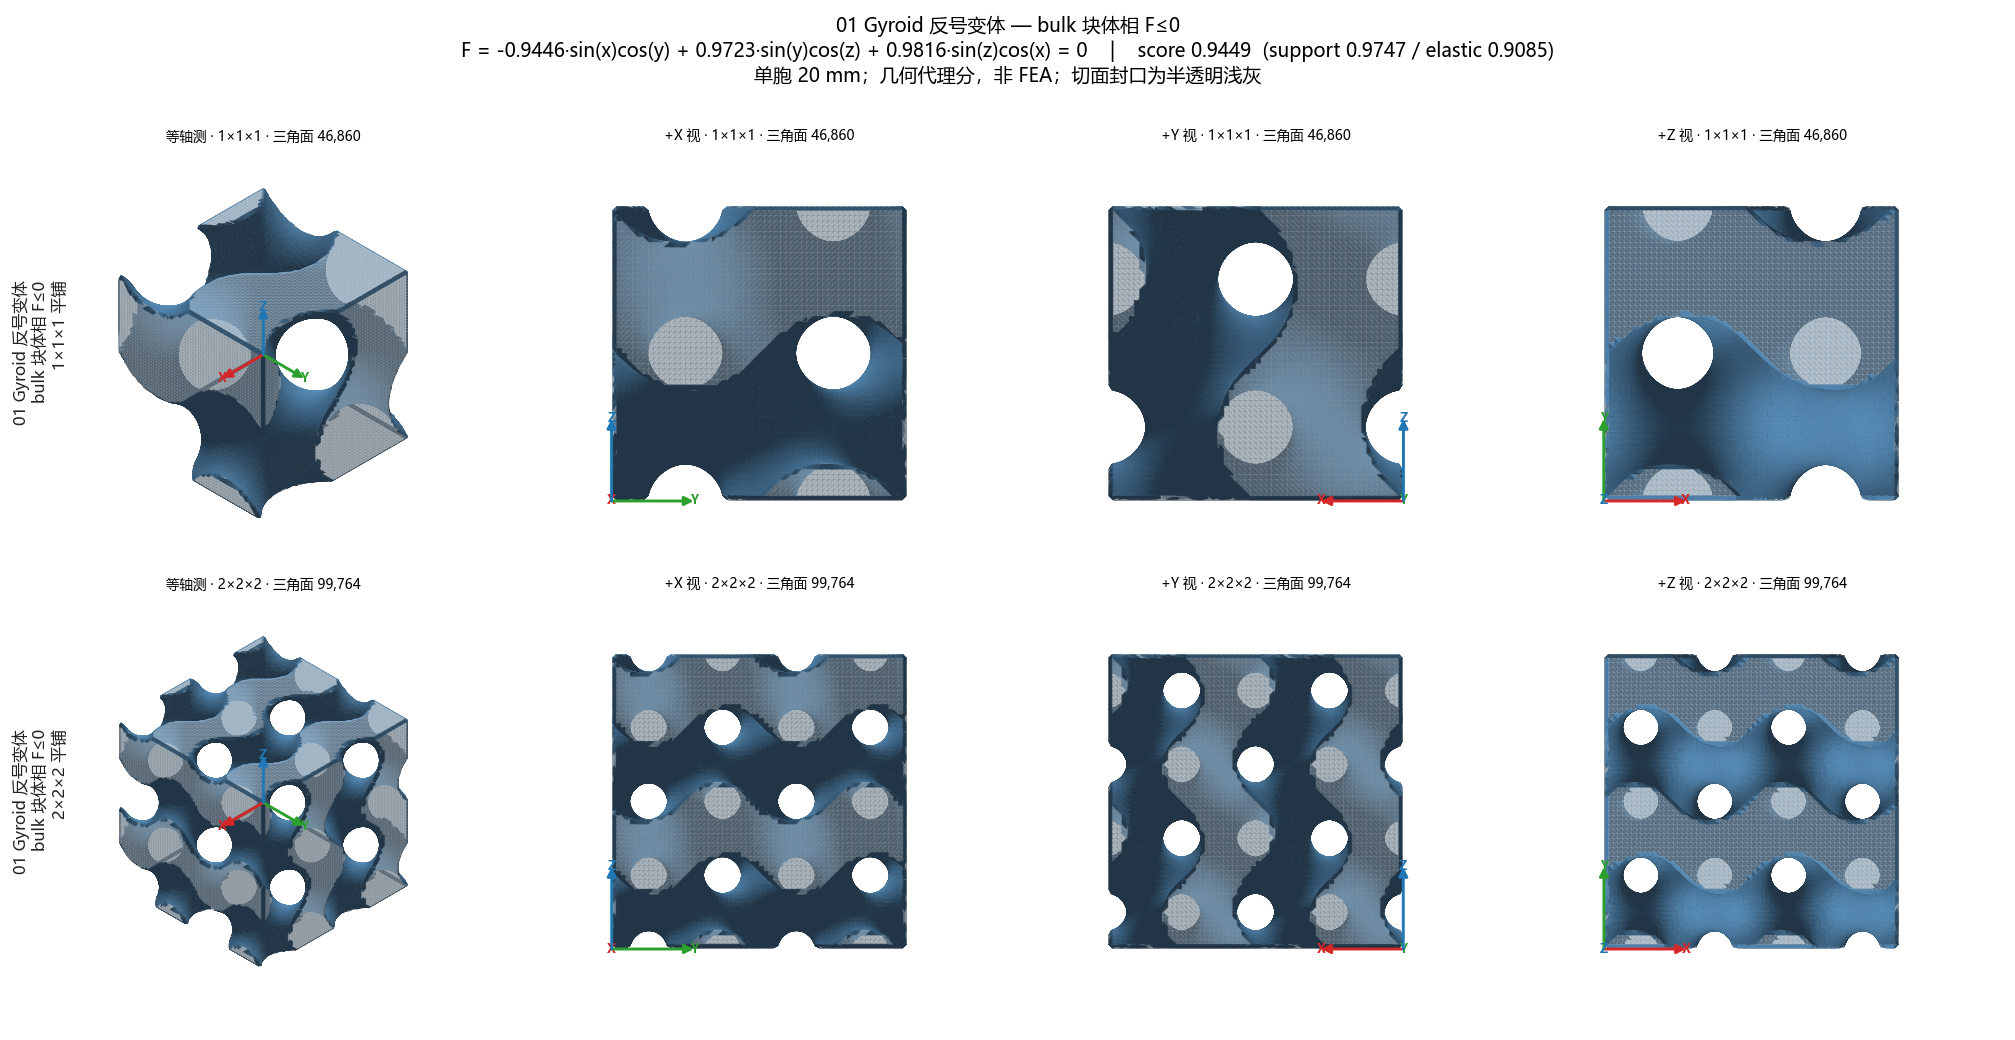 01 Gyroid 反号变体 — bulk 块体相 F≤0
F = -0.9446·sin(x)cos(y) + 0.9723·sin(y)cos(z) + 0.9816·sin(z)cos(x) = 0 | score 0.9449 (support 0.9747 / elastic 0.9085)
单胞 20 mm；几何代理分，非 FEA；切面封口为半透明浅灰
等轴测 · 1×1×1 · 三角面 46,860
+X 视 · 1×1×1 · 三角面 46,860
+Y 视 · 1×1×1 · 三角面 46,860
+Z 视 · 1×1×1 · 三角面 46,860
01 Gyroid 反号变体
bulk 块体相 F≤0
1×1×1 平铺
Z
X
Y
Z
X
Y
Z
X
Y
Y
Z
X
等轴测 · 2×2×2 · 三角面 99,764
+X 视 · 2×2×2 · 三角面 99,764
+Y 视 · 2×2×2 · 三角面 99,764
+Z 视 · 2×2×2 · 三角面 99,764
01 Gyroid 反号变体
bulk 块体相 F≤0
2×2×2 平铺
Z
X
Y
Z
X
Y
Z
X
Y
Y
Z
X